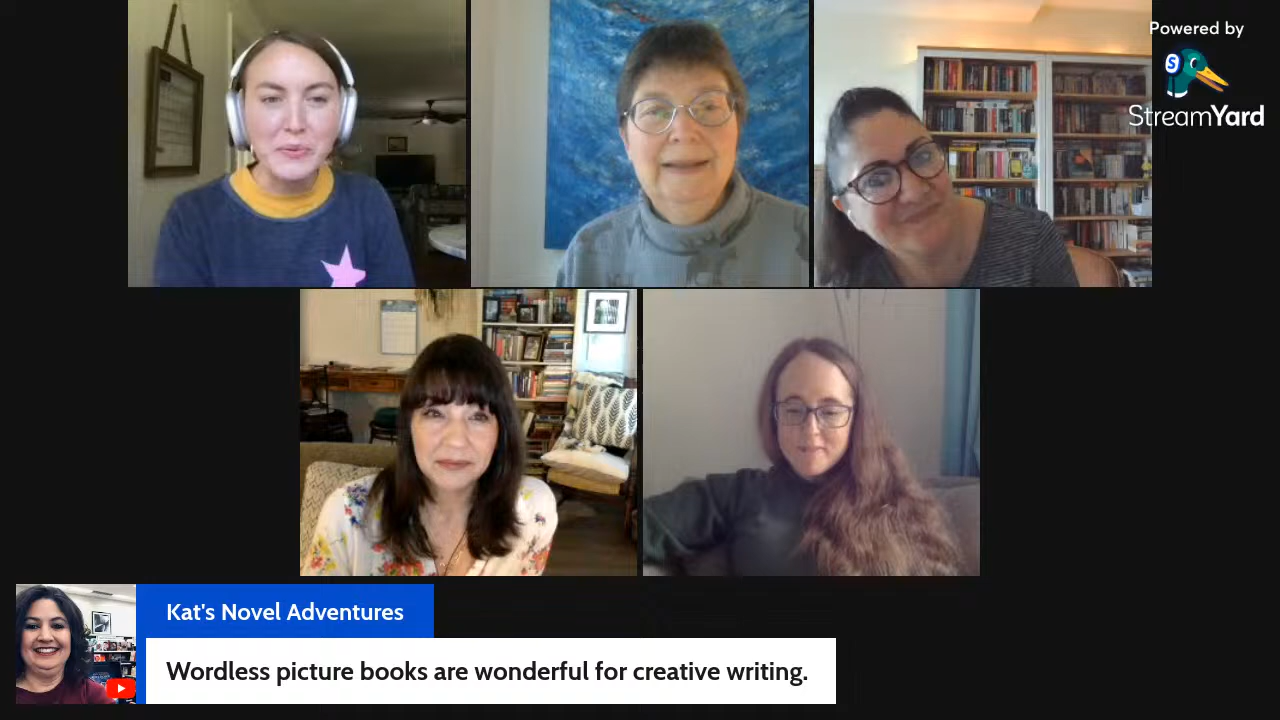 Powered by
S
StreamYard
Kat's Novel Adventures
Wordless picture books are wonderful for creative writing.